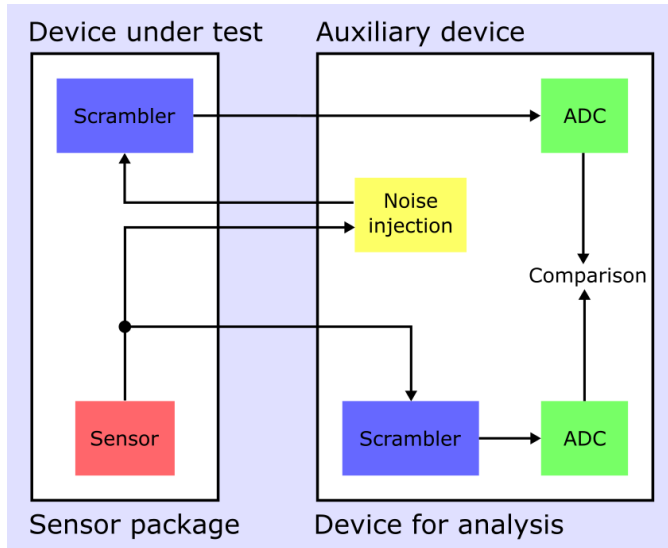 Device under test
Auxiliary device
Scrambler
ADC
Noise
injection
Comparison
Sensor
Scrambler
ADC
Sensor package
Device for analysis